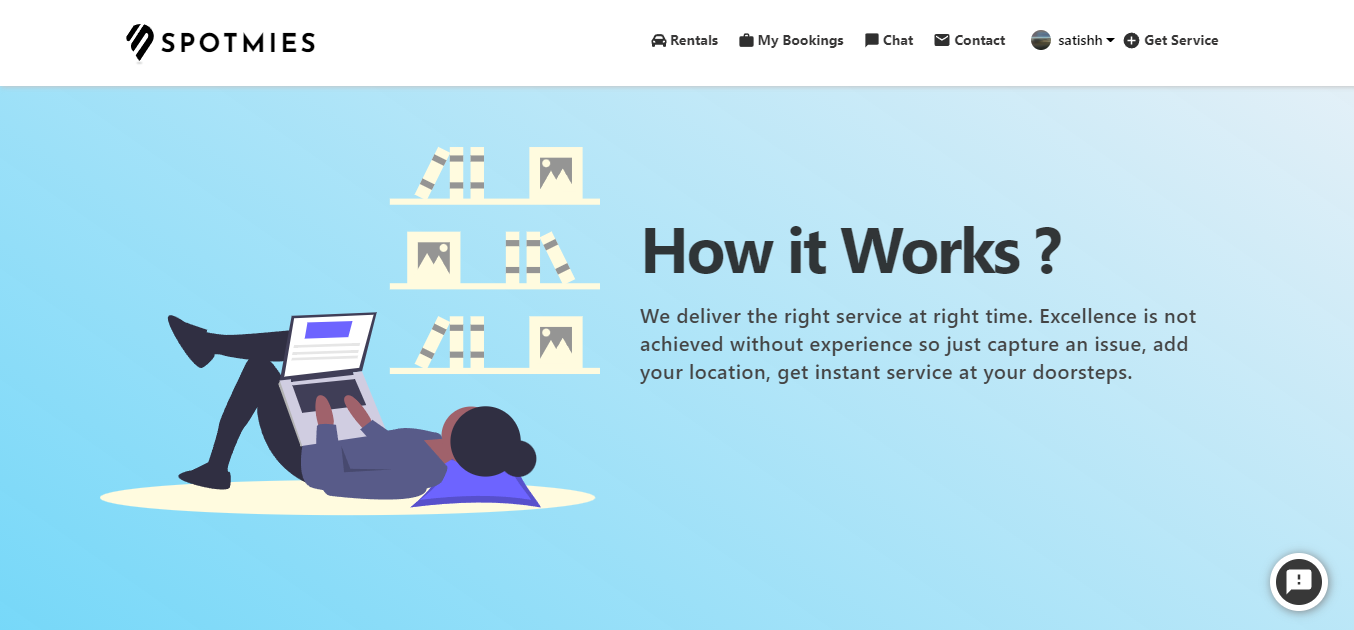 SPOTMIES
Rentals My Bookings Chat Contact satishh Get Service
How it Works ?
We deliver the right service at right time. Excellence is not
achieved without experience so just capture an issue, add
your location, get instant service at your doorsteps.